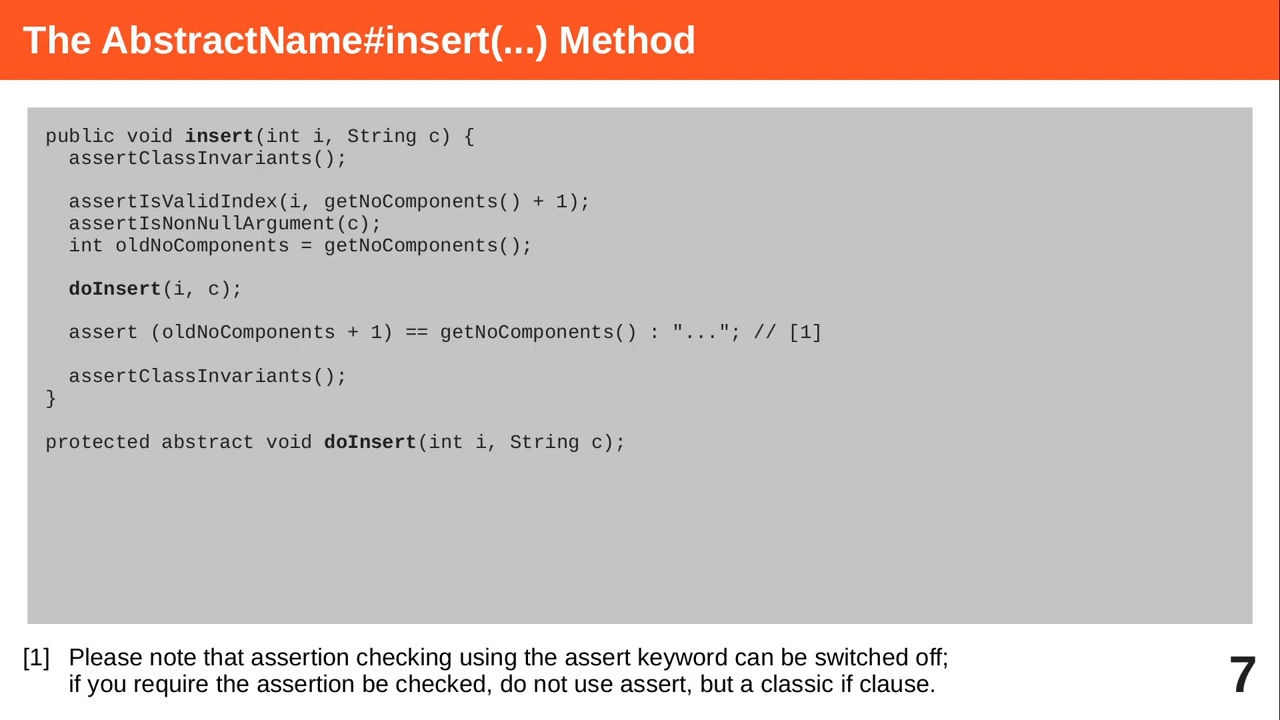 The AbstractName#insert(...) Method
public void insert(int i, String c) {
  assertClassInvariants();
  assertIsValidIndex(i, getNoComponents() + 1);
  assertIsNonNullArgument(c);
  int oldNoComponents = getNoComponents();
  doInsert(i, c);
  assert (oldNoComponents + 1) == getNoComponents() : "..."; // [1]
  assertClassInvariants();
}
protected abstract void doInsert(int i, String c);
[1] Please note that assertion checking using the assert keyword can be switched off;
if you require the assertion be checked, do not use assert, but a classic if clause.
7